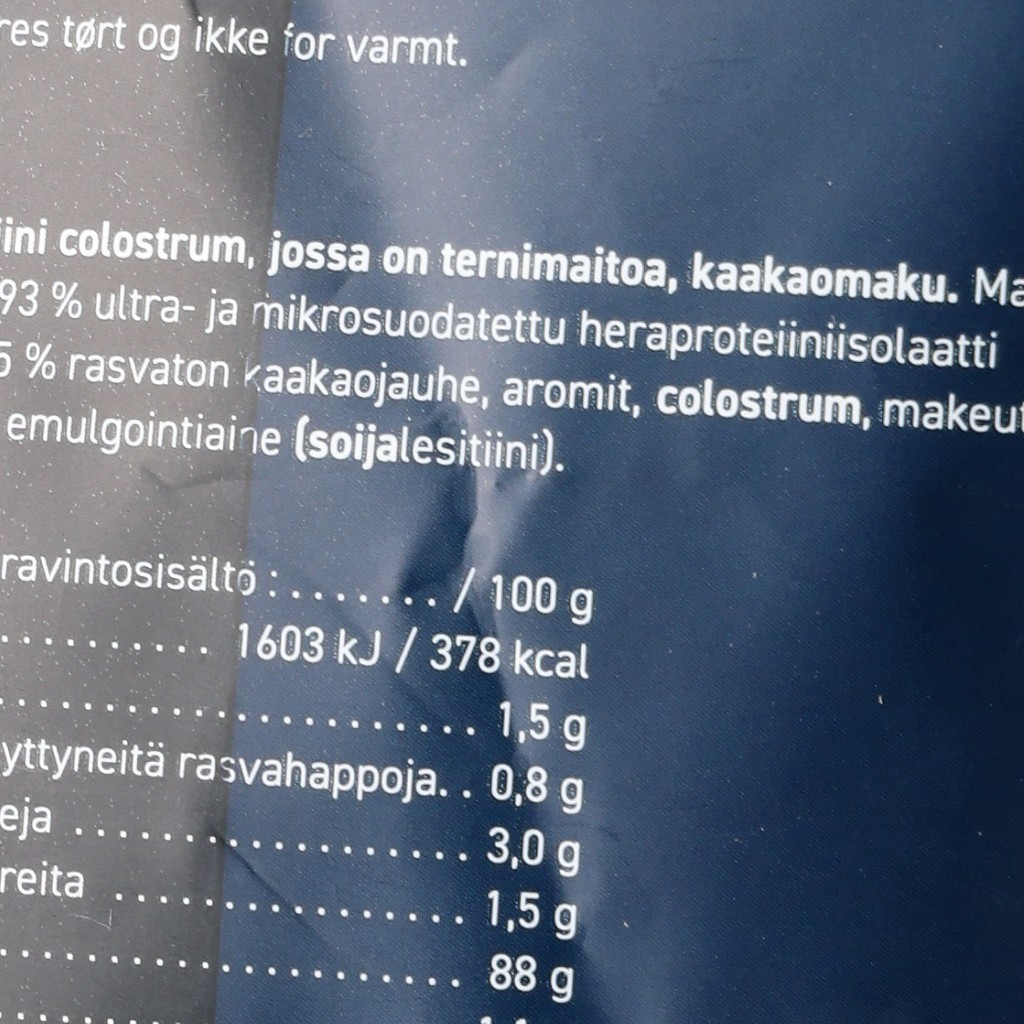 res tørt og ikke for varmt.
iini colostrum, jossa on ternimaitoa, kaakaomaku. Ma
93 % ultra- ja mikrosuodatettu heraproteiiniisolaatti
5 % rasvaton kaakaojauhe, aromit, colostrum, makeut
emulgointiaine (soijalesitiini).
ravintosisältö :....... / 100 g
.......... 1603 kJ / 378 kcal
....................... 1,5 g
yttyneitä rasvahappoja. . 0,8 g
eja .................. 3,0 g
reita ................ 1,5 g
...................... 88 g